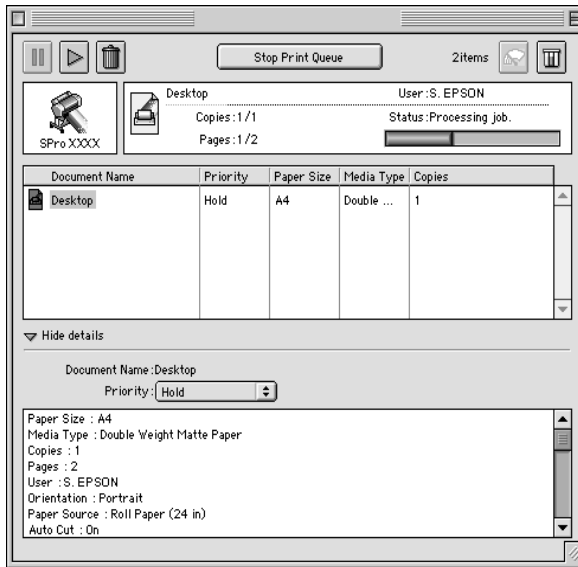 Stop Print Queue
2items
SPro XXXX
Desktop
User :S. EPSON
Copies :1/1
Status :Processing job.
Pages :1/2
Document Name Priority Paper Size Media Type Copies
Desktop Hold A4 Double ... 1
Hide details
Document Name :Desktop
Priority : Hold
Paper Size : A4
Media Type : Double Weight Matte Paper
Copies : 1
Pages : 2
User : S. EPSON
Orientation : Portrait
Paper Source : Roll Paper (24 in)
Auto Cut : On